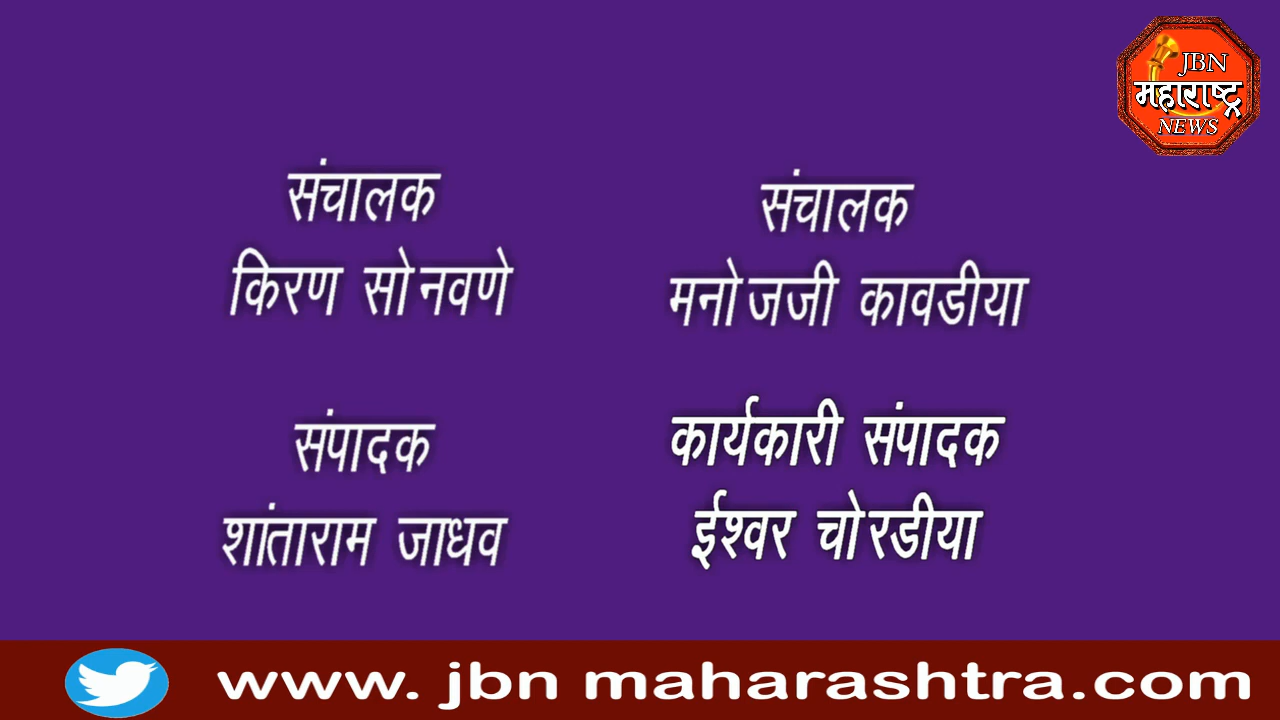 JBN
महाराष्ट्र
NEWS
संचालक
किरण सोनवणे
संचालक
मनोजजी कावडीया
संपादक
शांताराम जाधव
कार्यकारी संपादक
ईश्वर चोरडीया
www. jbn maharashtra.com